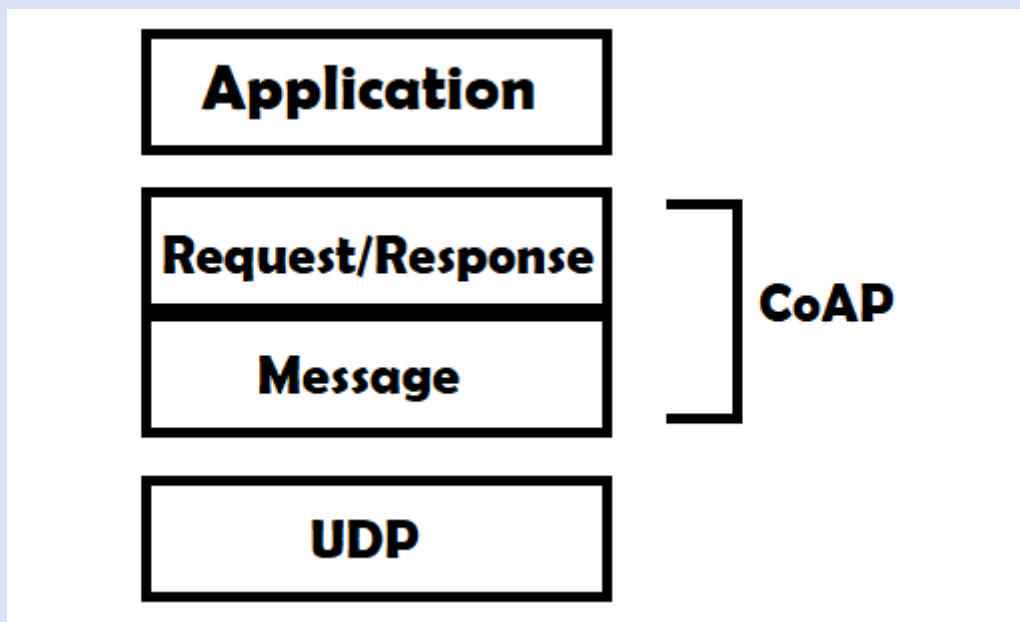 Application
Request/Response
CoAP
Message
UDP